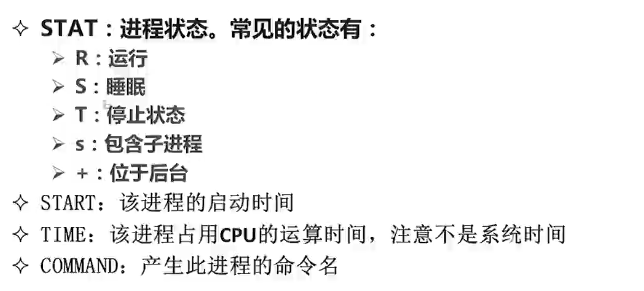 STAT：进程状态。常见的状态有：
R：运行
S：睡眠
T：停止状态
s：包含子进程
+：位于后台
START：该进程的启动时间
TIME：该进程占用CPU的运算时间，注意不是系统时间
COMMAND：产生此进程的命令名